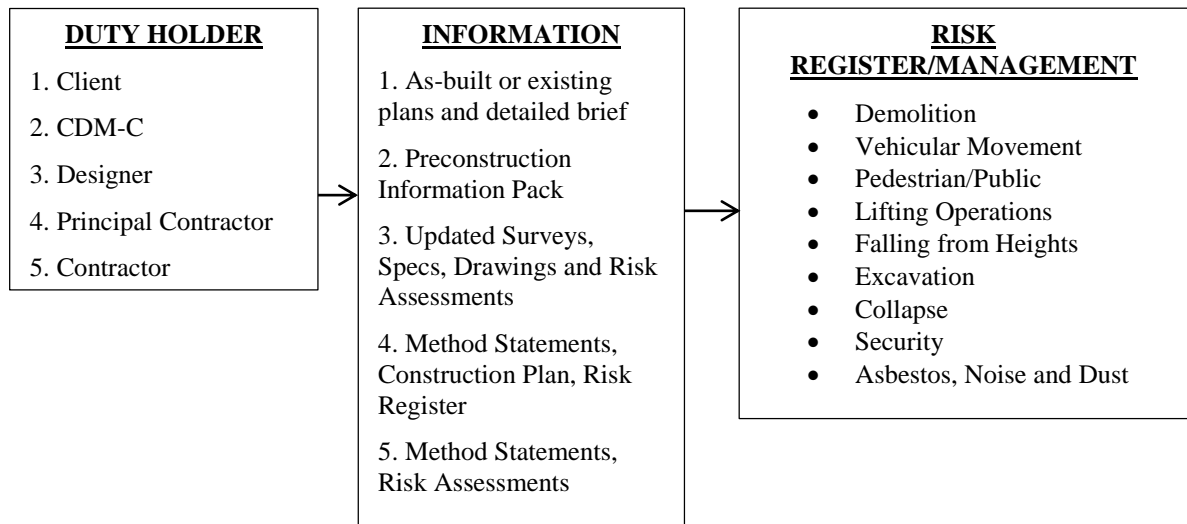 DUTY HOLDER
1. Client
2. CDM-C
3. Designer
4. Principal Contractor
5. Contractor
INFORMATION
1. As-built or existing
plans and detailed brief
2. Preconstruction
Information Pack
3. Updated Surveys,
Specs, Drawings and Risk
Assessments
4. Method Statements,
Construction Plan, Risk
Register
5. Method Statements,
Risk Assessments
RISK
REGISTER/MANAGEMENT
• Demolition
• Vehicular Movement
• Pedestrian/Public
• Lifting Operations
• Falling from Heights
• Excavation
• Collapse
• Security
• Asbestos, Noise and Dust